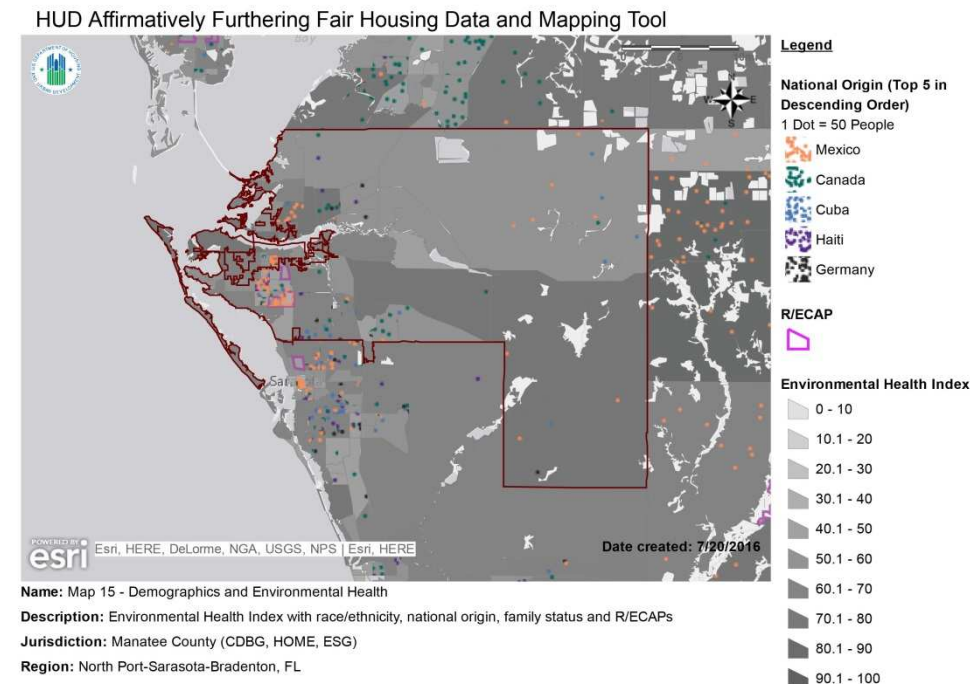 HUD Affirmatively Furthering Fair Housing Data and Mapping Tool
Legend
National Origin (Top 5 in
Descending Order)
1 Dot = 50 People
Mexico
Canada
Cuba
Haiti
Germany
R/ECAP
Environmental Health Index
0 - 10
10.1 - 20
20.1 - 30
30.1 - 40
40.1 - 50
50.1 - 60
60.1 - 70
70.1 - 80
80.1 - 90
90.1 - 100
Bay
N
W E
S
POWERED BY
esri
Esri, HERE, DeLorme, NGA, USGS, NPS | Esri, HERE
Date created: 7/20/2016
Name: Map 15 - Demographics and Environmental Health
Description: Environmental Health Index with race/ethnicity, national origin, family status and R/ECAPs
Jurisdiction: Manatee County (CDBG, HOME, ESG)
Region: North Port-Sarasota-Bradenton, FL